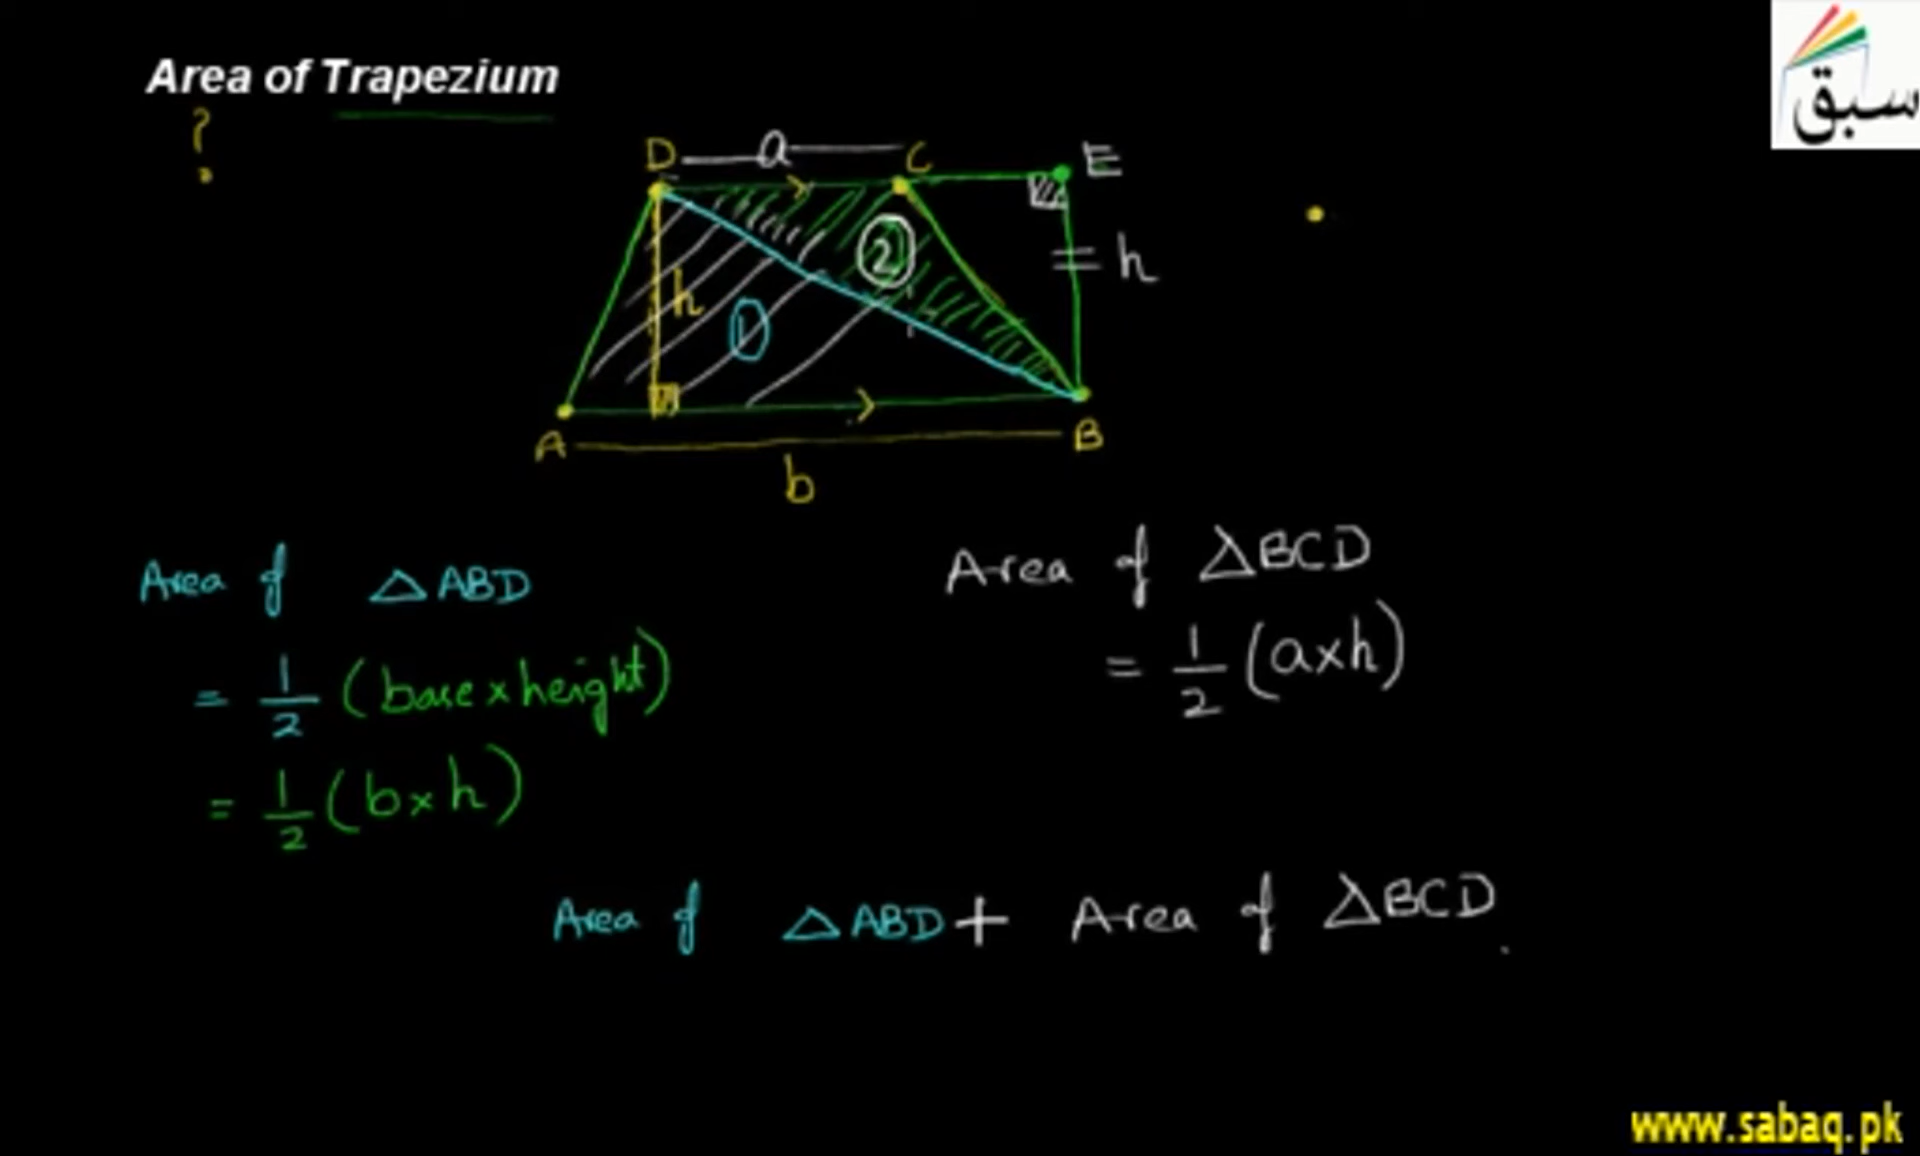 Area of Trapezium
?
سبق
D a C E
2
= h
h
1
A B
b
Area of △ABD
= 1/2 (base × height)
= 1/2 (b × h)
Area of △BCD
= 1/2 (a×h)
Area of △ABD + Area of △BCD
www.sabaq.pk